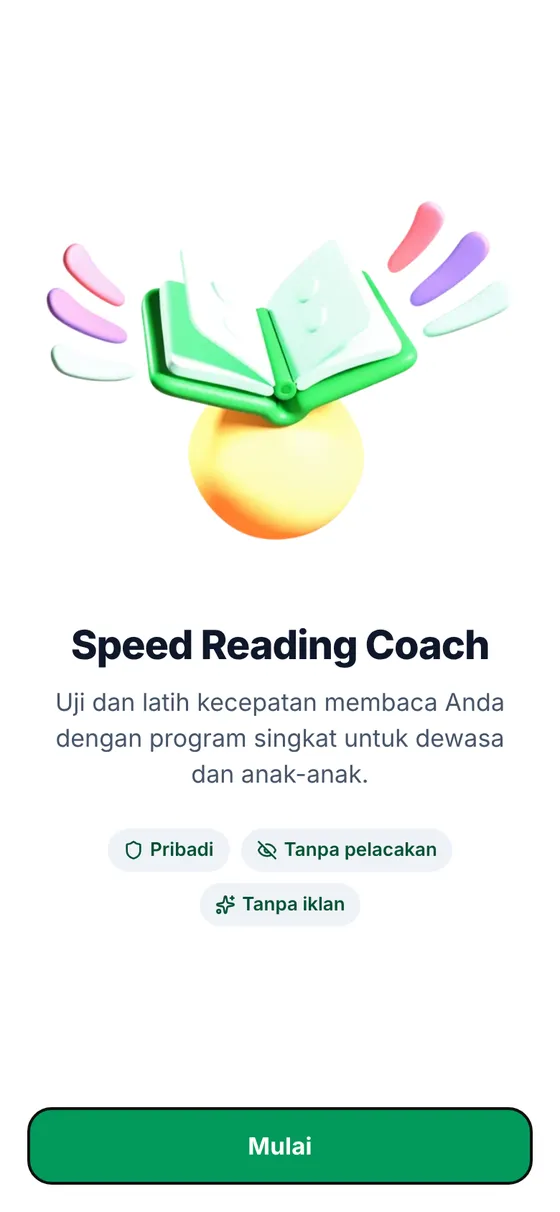 Speed Reading Coach
Uji dan latih kecepatan membaca Anda
dengan program singkat untuk dewasa
dan anak-anak.
Pribadi
Tanpa pelacakan
Tanpa iklan
Mulai